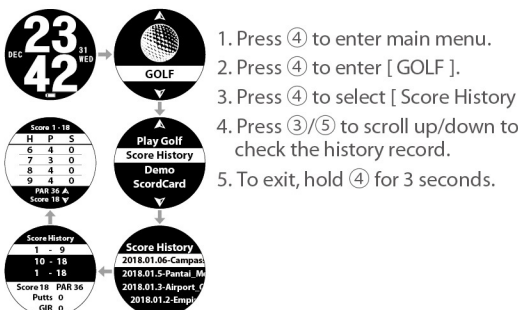 23
DEC 31
WED
42
GOLF
1. Press ④ to enter main menu.
2. Press ④ to enter [ GOLF ].
3. Press ④ to select [ Score History
4. Press ③/⑤ to scroll up/down to
check the history record.
5. To exit, hold ④ for 3 seconds.
Score 1 - 18
H P S
6 4 0
7 3 0
8 4 0
9 4 0
PAR 36
Score 18
Play Golf
Score History
Demo
ScordCard
Score History
1 - 9
10 - 18
1 - 18
Score 18 PAR 36
Putts 0
GIR 0
Score History
2018.01.06-Campas
2018.01.5-Pantai_
2018.01.3-Airport_
2018.01.2-